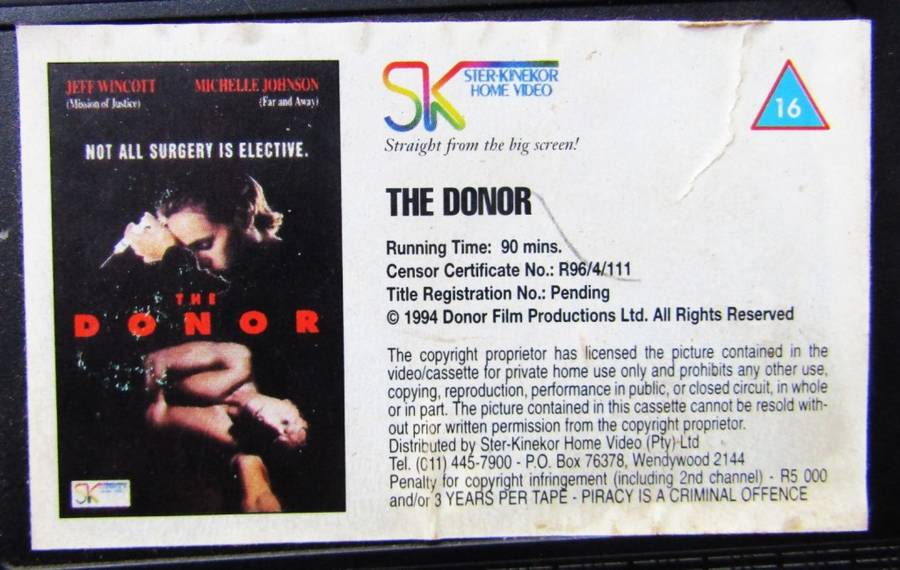 JEFF WINCOTT MICHELLE JOHNSON
(Mission of Justice) (Far and Away)
NOT ALL SURGERY IS ELECTIVE.
THE
DONOR
SK
SK STER-KINEKOR
HOME VIDEO
Straight from the big screen!
16
THE DONOR
Running Time: 90 mins.
Censor Certificate No.: R96/4/111
Title Registration No.: Pending
© 1994 Donor Film Productions Ltd. All Rights Reserved
The copyright proprietor has licensed the picture contained in the
video/cassette for private home use only and prohibits any other use,
copying, reproduction, performance in public, or closed circuit, in whole
or in part. The picture contained in this cassette cannot be resold with-
out prior written permission from the copyright proprietor.
Distributed by Ster-Kinekor Home Video (Pty) Ltd
Tel. (011) 445-7900 - P.O. Box 76378, Wendywood 2144
Penalty for copyright infringement (including 2nd channel) - R5 000
and/or 3 YEARS PER TAPE - PIRACY IS A CRIMINAL OFFENCE